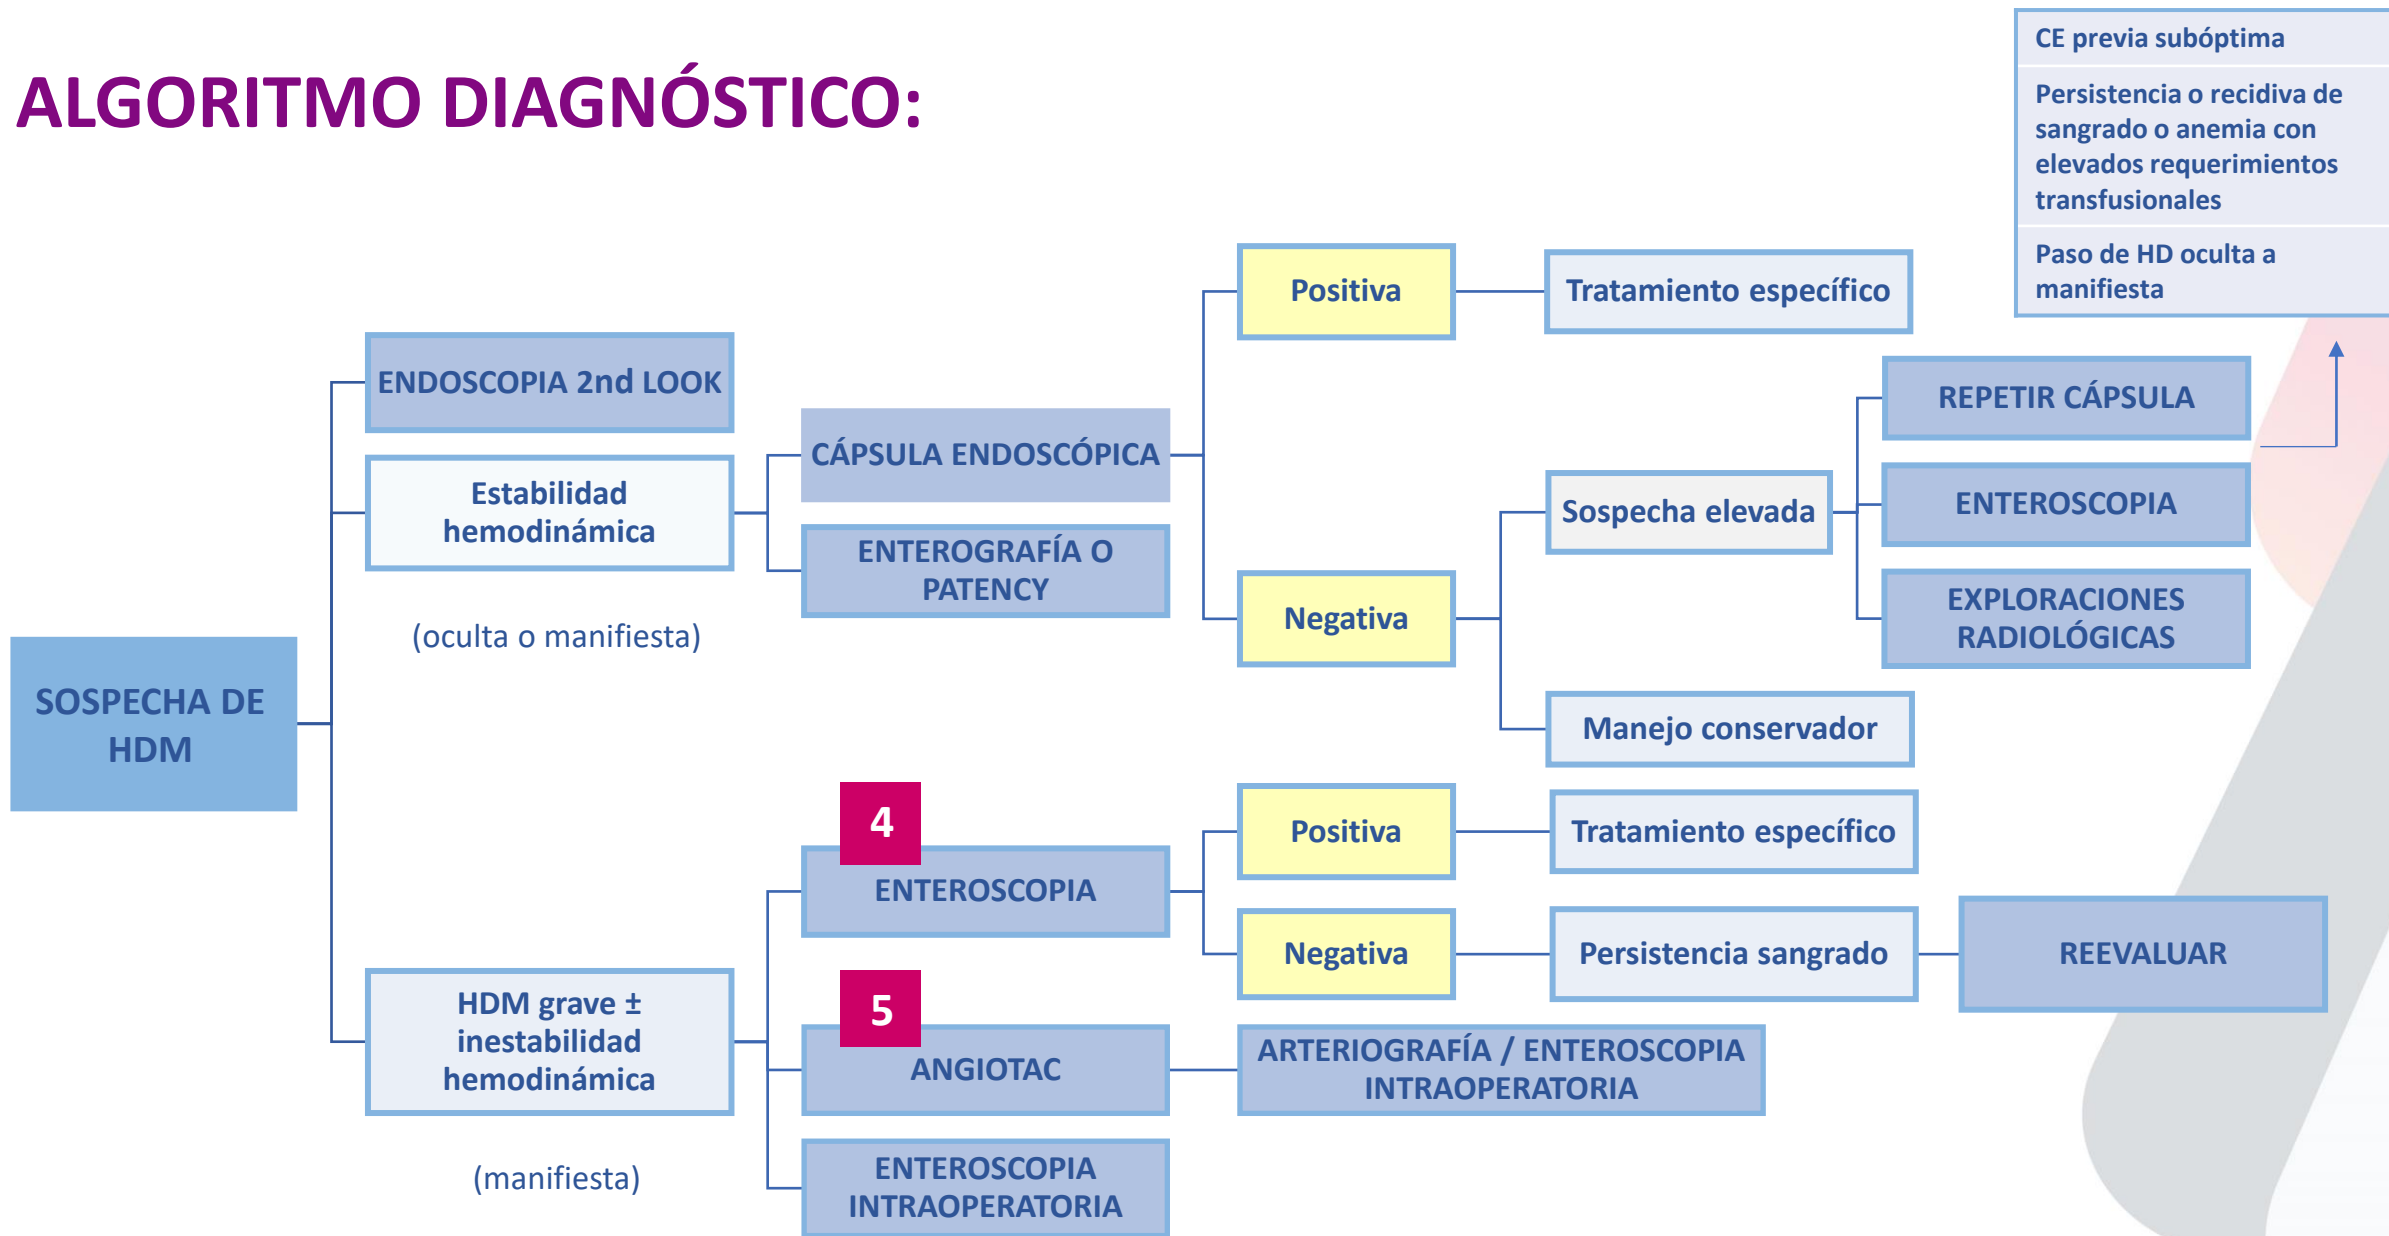 ALGORITMO DIAGNÓSTICO:
CE previa subóptima
Persistencia o recidiva de
sangrado o anemia con
elevados requerimientos
transfusionales
Paso de HD oculta a
manifiesta
SOSPECHA DE
HDM
ENDOSCOPIA 2nd LOOK
Estabilidad
hemodinámica
(oculta o manifiesta)
CÁPSULA ENDOSCÓPICA
ENTEROGRAFÍA O
PATENCY
Positiva
Tratamiento específico
Negativa
Sospecha elevada
REPETIR CÁPSULA
ENTEROSCOPIA
EXPLORACIONES
RADIOLÓGICAS
Manejo conservador
HDM grave ±
inestabilidad
hemodinámica
(manifiesta)
4
ENTEROSCOPIA
Positiva
Tratamiento específico
Negativa
Persistencia sangrado
REEVALUAR
5
ANGIOTAC
ARTERIOGRAFÍA / ENTEROSCOPIA
INTRAOPERATORIA
ENTEROSCOPIA
INTRAOPERATORIA